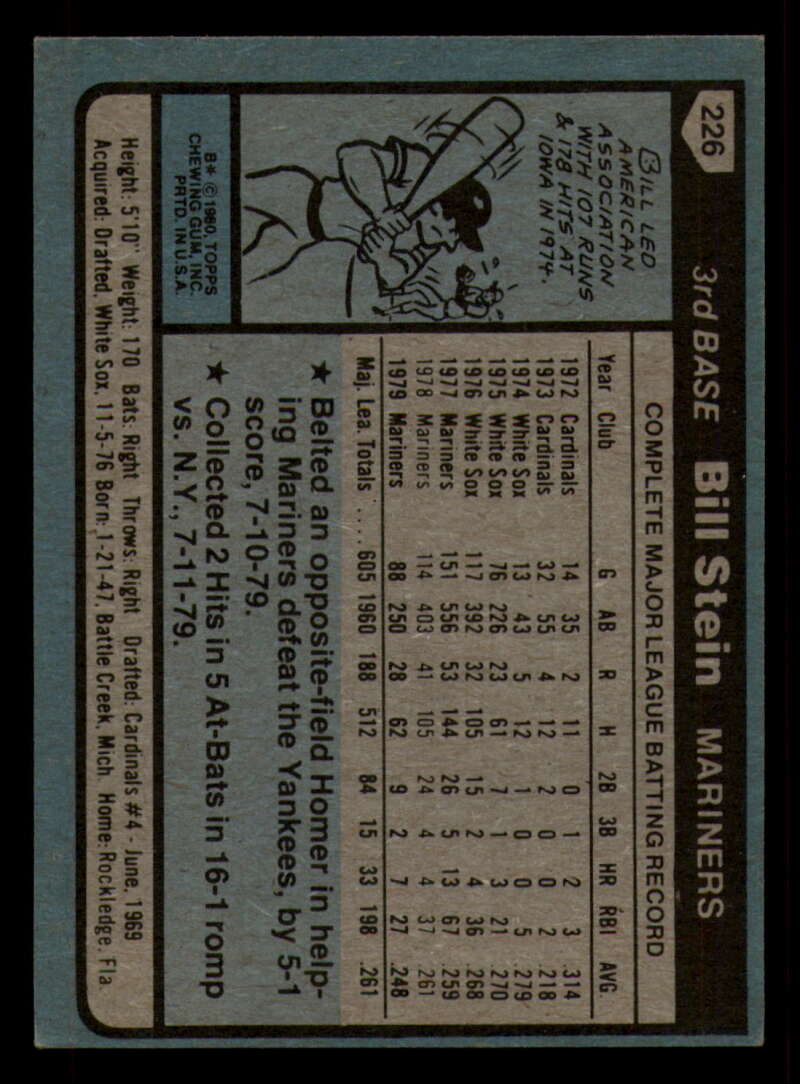 226
3rd BASE Bill Stein MARINERS
BILL LED
AMERICAN
ASSOCIATION
WITH 107 RUNS
& 178 HITS AT
IOWA IN 1974.
B* © 1980, TOPPS
CHEWING GUM, INC.
PRTD. IN U.S.A.
COMPLETE MAJOR LEAGUE BATTING RECORD
Year Club G AB R H 2B 3B HR RBI AVG
1972 Cardinals 14 35 2 11 0 1 2 3 .314
1973 Cardinals 32 55 4 12 2 0 0 2 .218
1974 White Sox 13 43 5 12 1 0 0 5 .279
1975 White Sox 76 226 23 61 7 1 3 21 .270
1976 White Sox 117 392 32 105 15 2 4 36 .268
1977 Mariners 151 556 53 144 26 5 13 67 .259
1978 Mariners 114 403 41 105 24 4 4 37 .261
1979 Mariners 88 250 28 62 9 2 7 27 .248
Maj. Lea. Totals .... 605 1960 188 512 84 15 33 198 .261
★ Belted an opposite-field Homer in help-
ing Mariners defeat the Yankees, by 5-1
score, 7-10-79.
★ Collected 2 Hits in 5 At-Bats in 16-1 romp
vs. N.Y., 7-11-79.
Height: 5'10" Weight: 170 Bats: Right Throws: Right Drafted: Cardinals #4 - June, 1969
Acquired: Drafted, White Sox, 11-5-76 Born: 1-21-47, Battle Creek, Mich. Home: Rockledge, Fla.